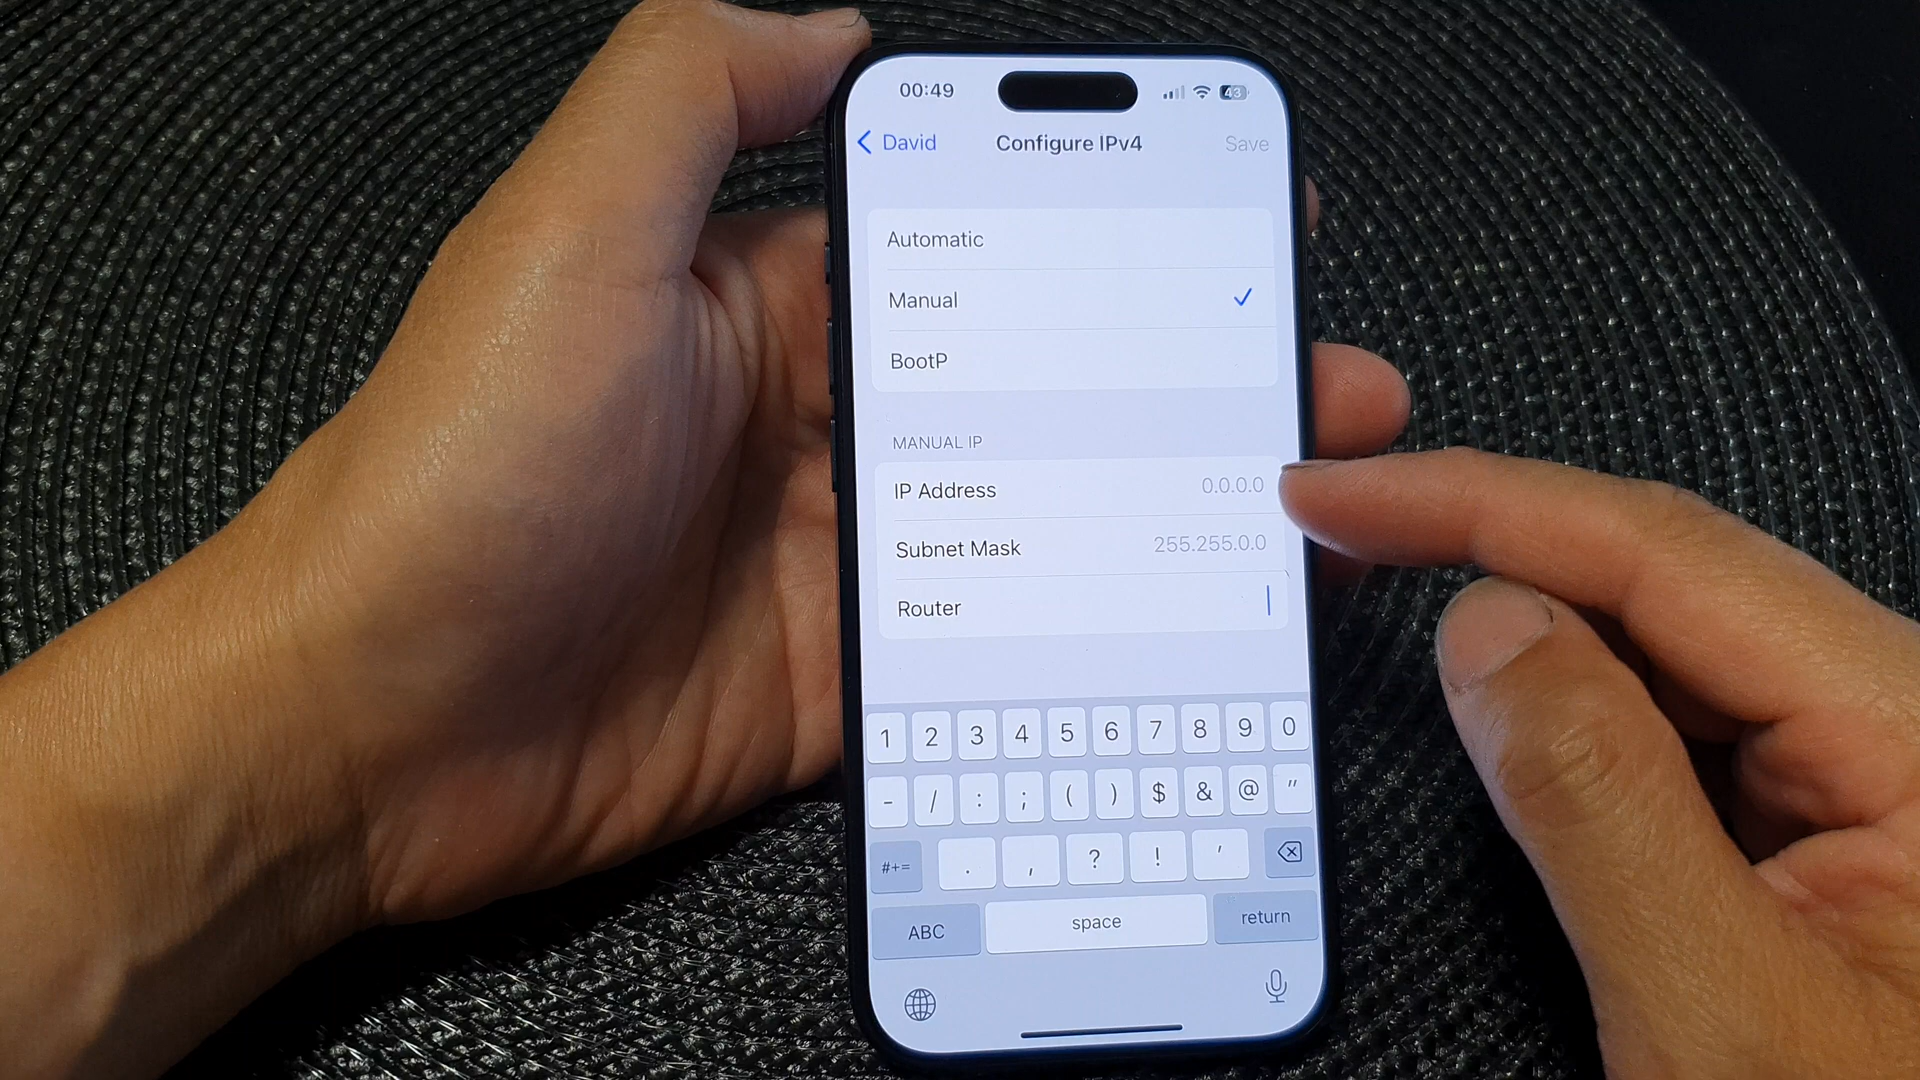 00:49 43
David Configure IPv4 Save
Automatic
Manual
BootP
MANUAL IP
IP Address 0.0.0.0
Subnet Mask 255.255.0.0
Router
1 2 3 4 5 6 7 8 9 0
- / : ; ( ) $ & @ "
#+= . , ? ! '
ABC space return